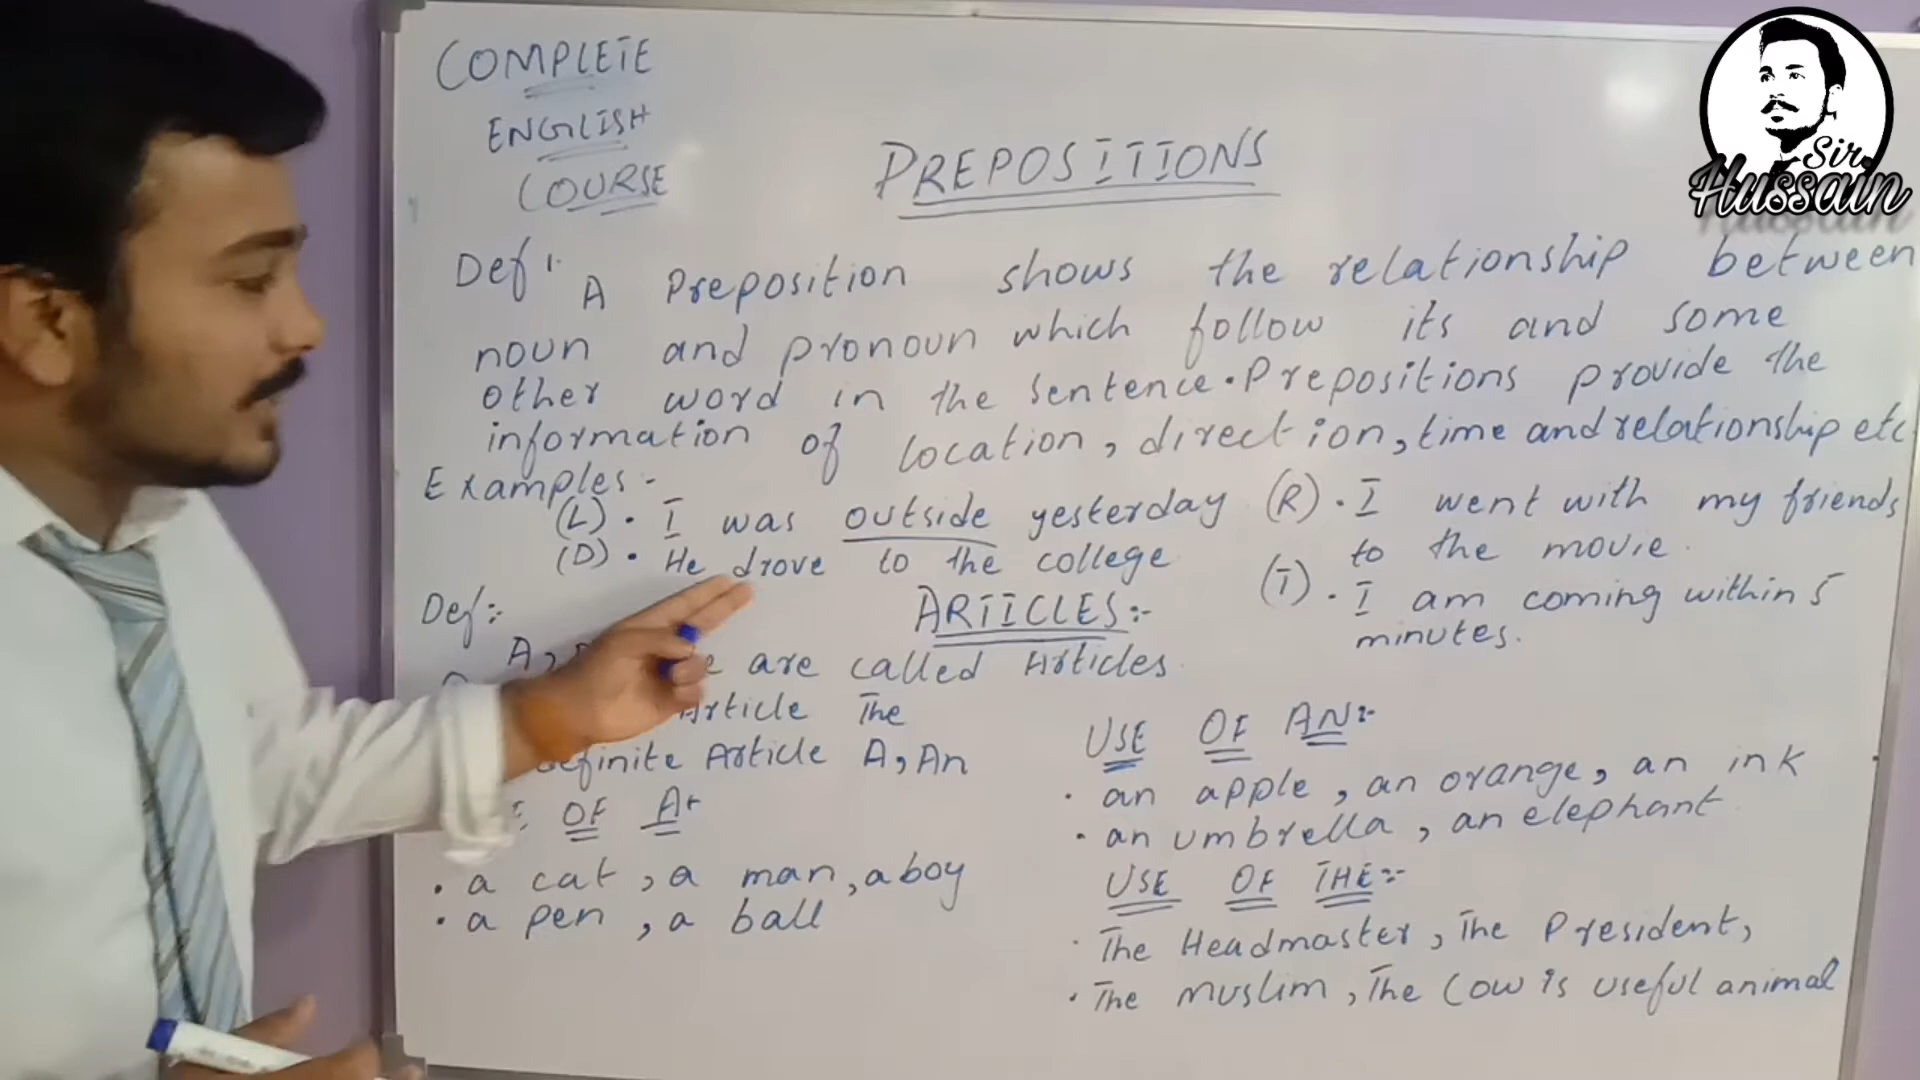 COMPLETE
ENGLISH
COURSE
PREPOSITIONS
Def:-
A Preposition shows the relationship between
noun and pronoun which follow its and some
other word in the sentence. Prepositions provide the
information of location, direction, time and relationship etc
Examples:-
(L) • I was outside yesterday
(D) • He drove to the college
(R) • I went with my friends
to the movie.
(T) • I am coming within 5
minutes.
Def:-
ARTICLES:-
A, are called Articles
Article The
Article A, An
OF A:-
• a cat, a man, a boy
• a pen, a ball
USE OF AN:-
• an apple, an orange, an ink
• an umbrella, an elephant
USE OF THE:-
• The Headmaster, The President,
• The muslim, The Cow is useful animal
Sir
Hussain